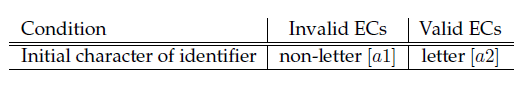 Condition Invalid ECs Valid ECs
Initial character of identifier non-letter [a1] letter [a2]